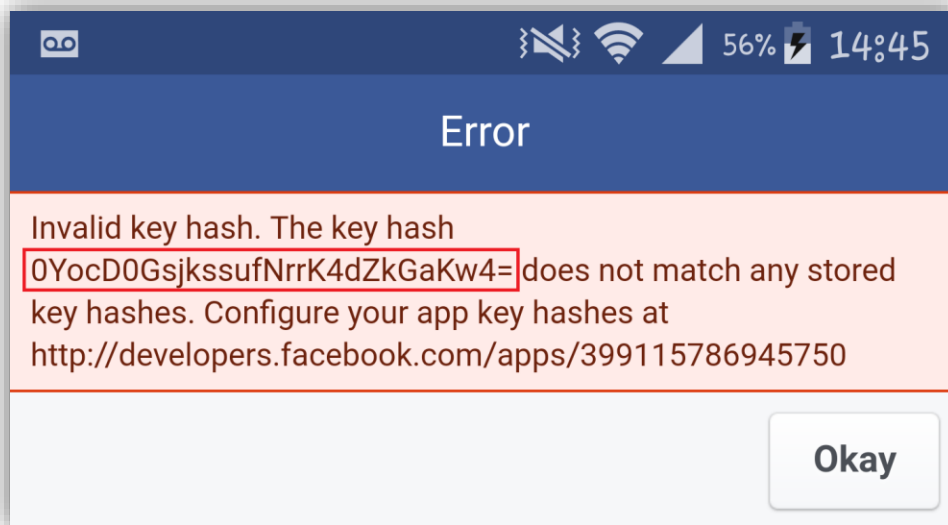 56% 14:45
Error
Invalid key hash. The key hash
0YocD0GsjkssufNrrK4dZkGaKw4= does not match any stored
key hashes. Configure your app key hashes at
http://developers.facebook.com/apps/399115786945750
Okay